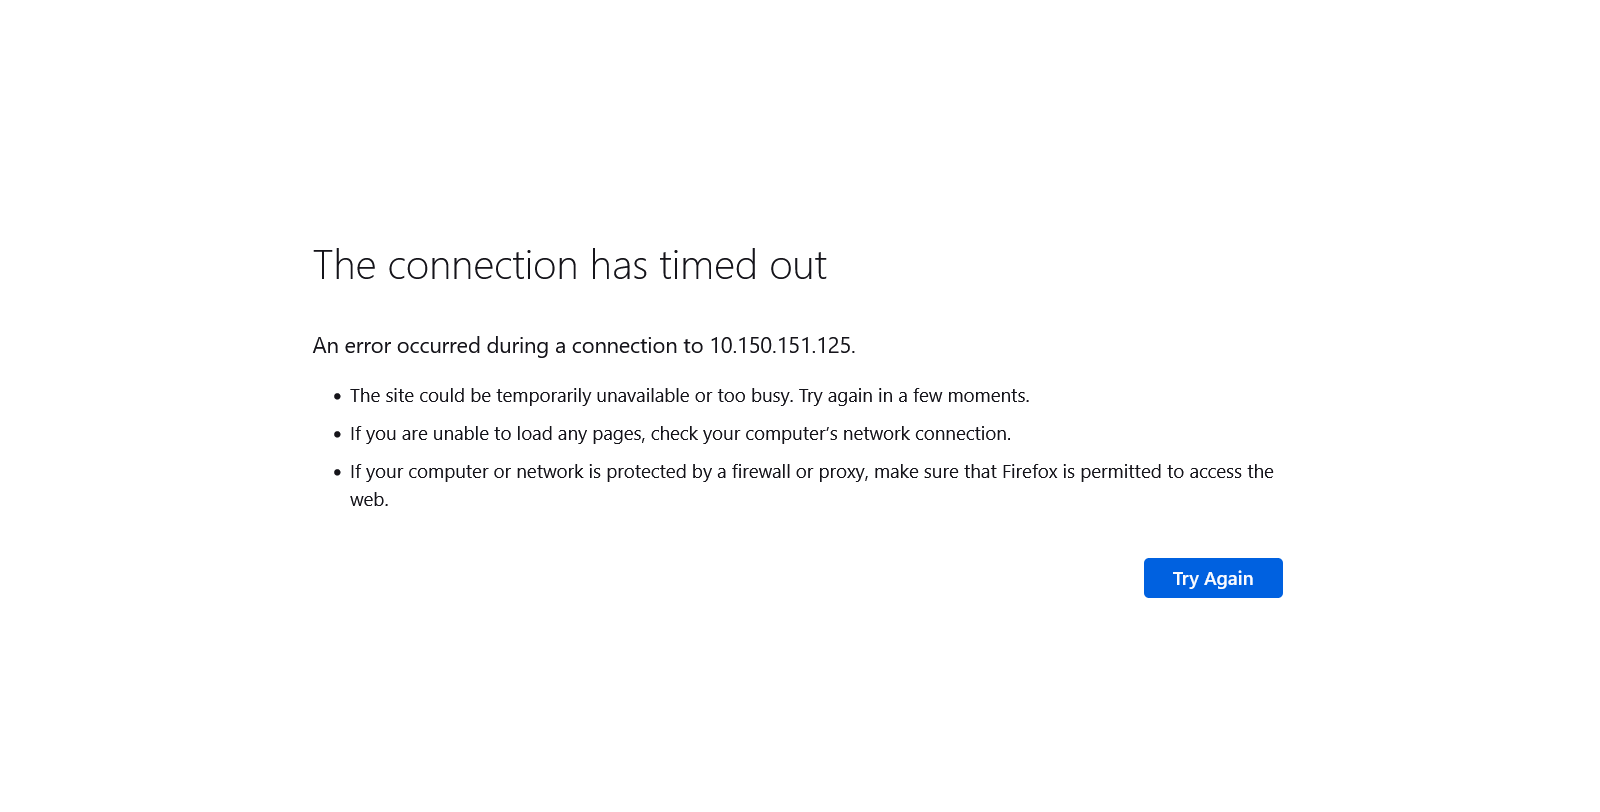 The connection has timed out
An error occurred during a connection to 10.150.151.125.
• The site could be temporarily unavailable or too busy. Try again in a few moments.
• If you are unable to load any pages, check your computer’s network connection.
• If your computer or network is protected by a firewall or proxy, make sure that Firefox is permitted to access the
web.
Try Again